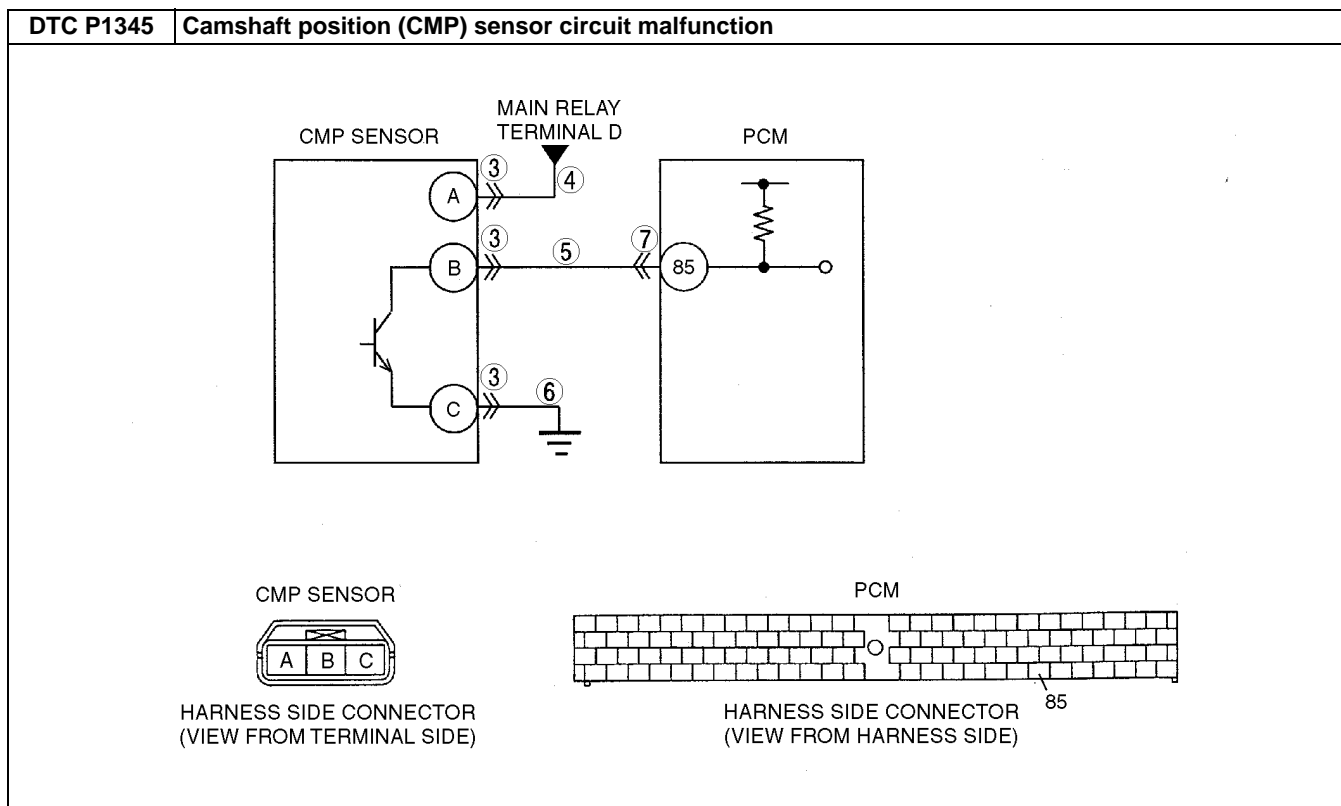 DTC P1345 Camshaft position (CMP) sensor circuit malfunction
MAIN RELAY
TERMINAL D
CMP SENSOR
PCM
A
③
④
B
③
⑤
⑦
85
C
③
⑥
CMP SENSOR
A B C
HARNESS SIDE CONNECTOR
(VIEW FROM TERMINAL SIDE)
PCM
85
HARNESS SIDE CONNECTOR
(VIEW FROM HARNESS SIDE)